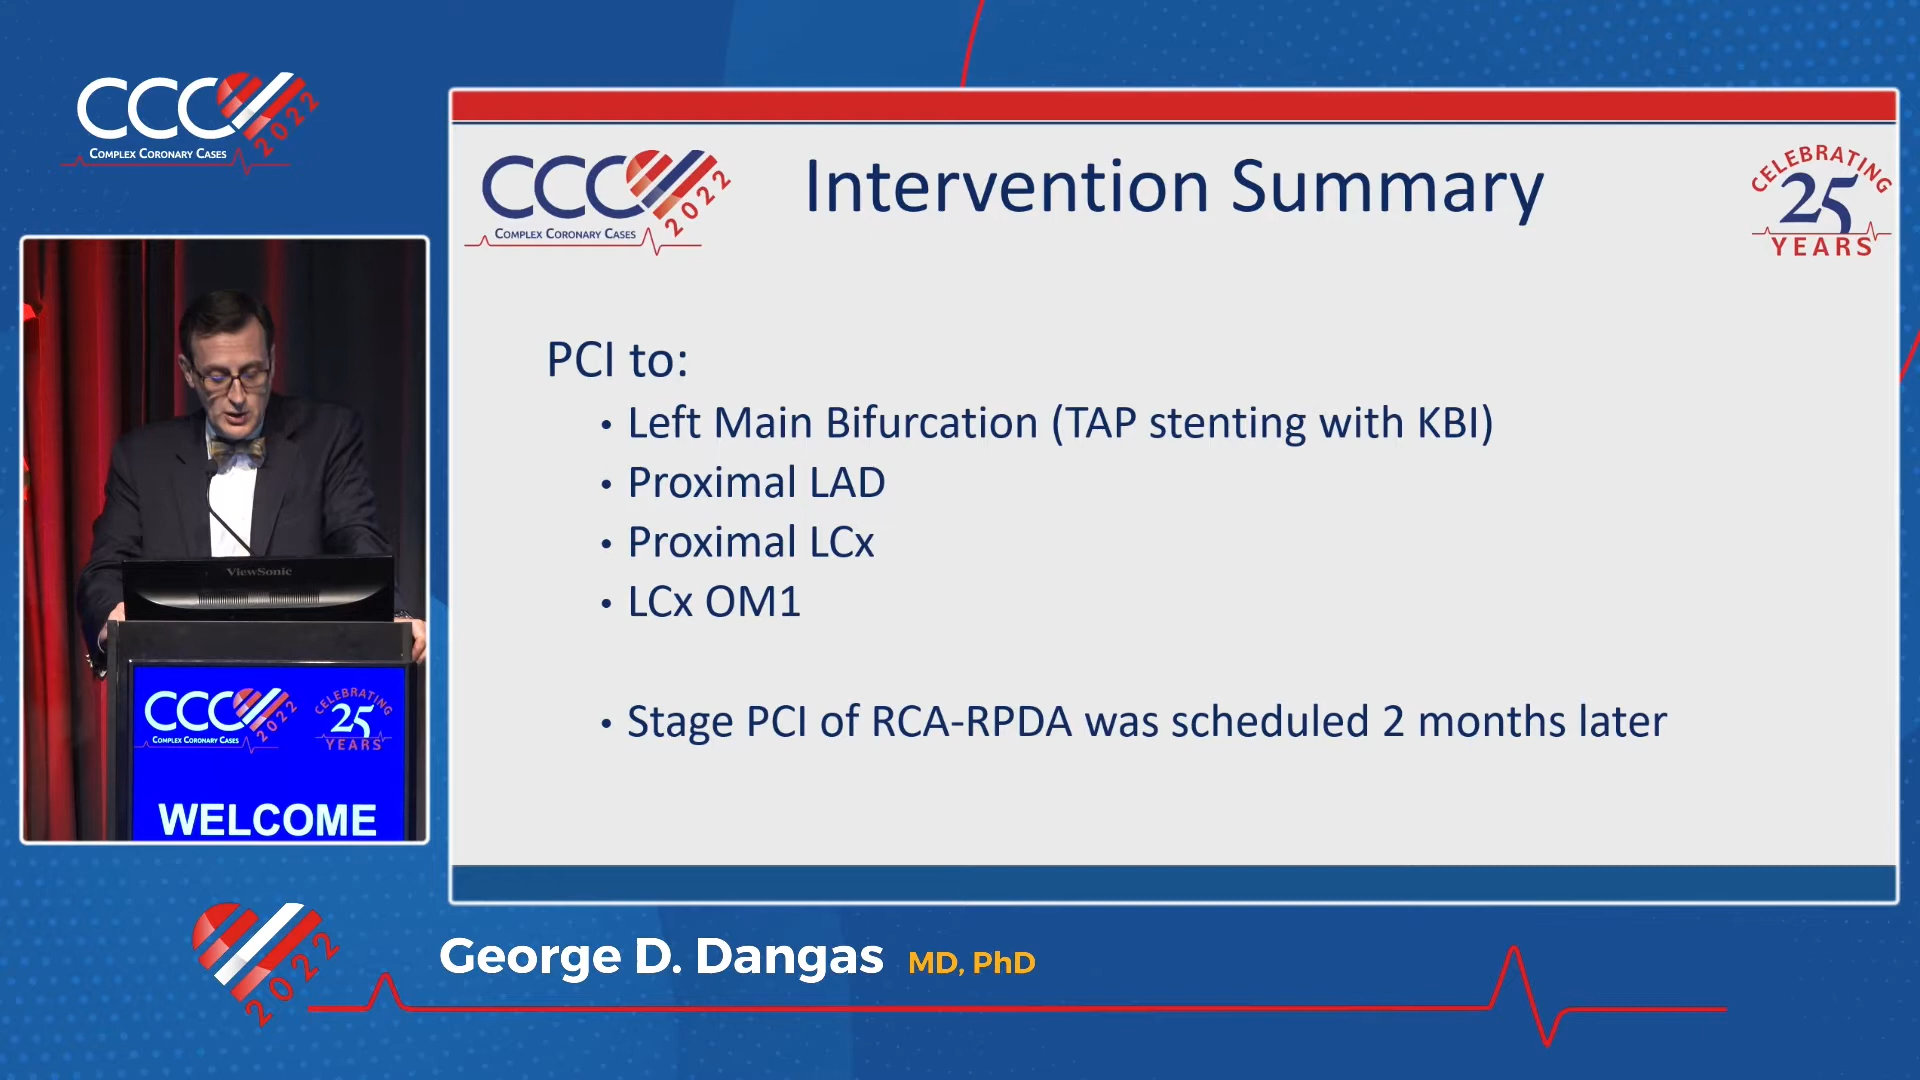 CCC
2022
COMPLEX CORONARY CASES
CCC
2022
COMPLEX CORONARY CASES
Intervention Summary
CELEBRATING
25
YEARS
PCI to:
• Left Main Bifurcation (TAP stenting with KBI)
• Proximal LAD
• Proximal LCx
• LCx OM1
• Stage PCI of RCA-RPDA was scheduled 2 months later
ViewSonic
CCC
2022
COMPLEX CORONARY CASES
CELEBRATING
25
YEARS
WELCOME
2022
George D. Dangas MD, PhD